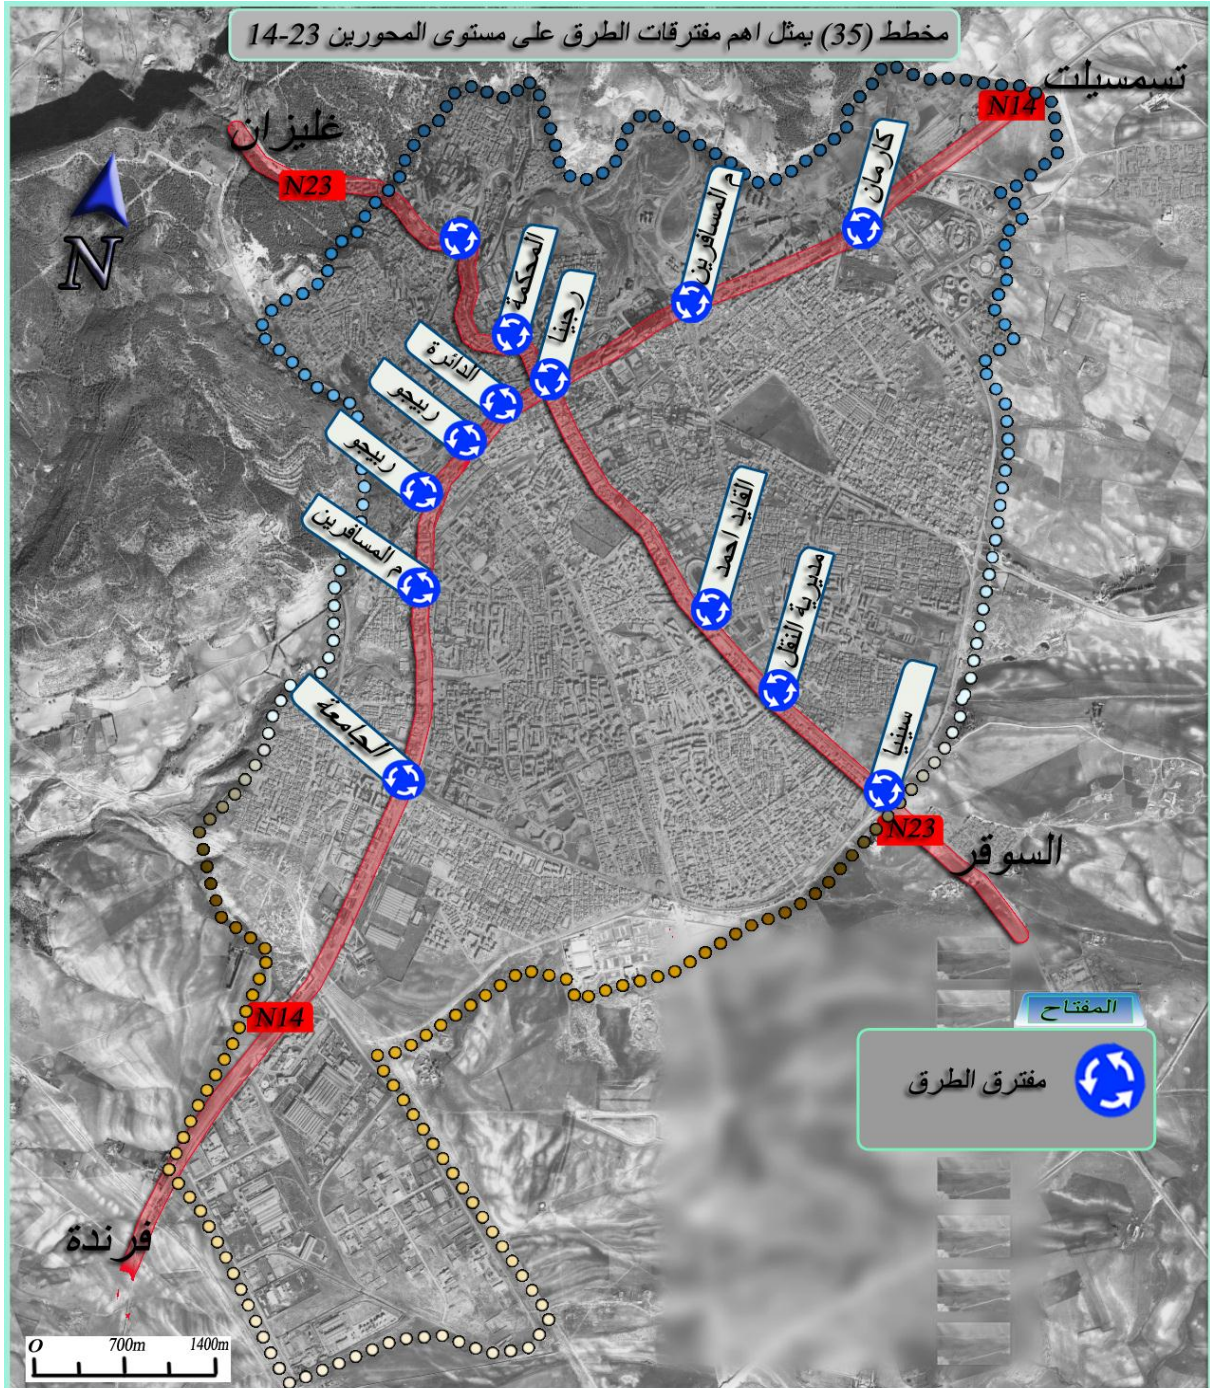 مخطط (35) يمثل اهم مفترقات الطرق على مستوى المحورين 23-14
تسمسيلت
N14
غليزان
كارمان
N23
م المسافرين
N
المحكمة
رجينا
الدائرة
ريبجو
ريبجو
القايد احمد
م المسافرين
مديرية النقل
سينيا
الجامعة
N23
السوقر
المفتاح
N14
مفترق الطرق
فرندة
O 700m 1400m